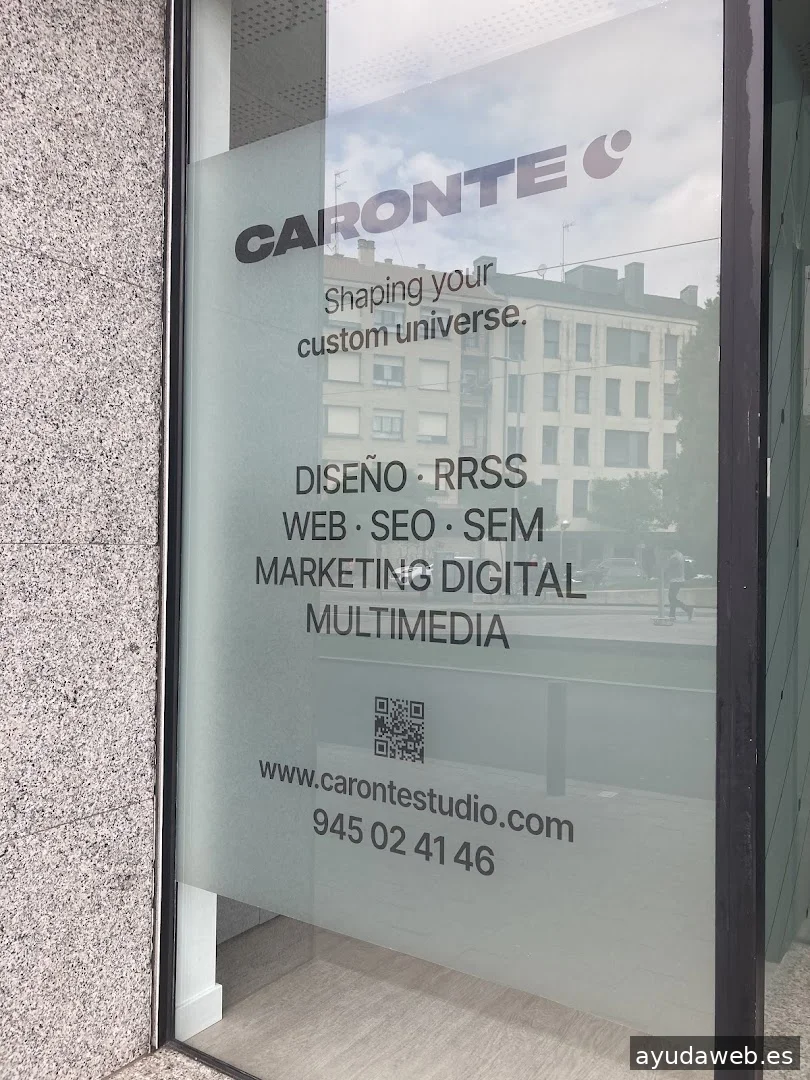 CARONTE
Shaping your
custom universe.
DISEÑO · RRSS
WEB · SEO · SEM
MARKETING DIGITAL
MULTIMEDIA
www.carontestudio.com
945 02 41 46
ayudaweb.es